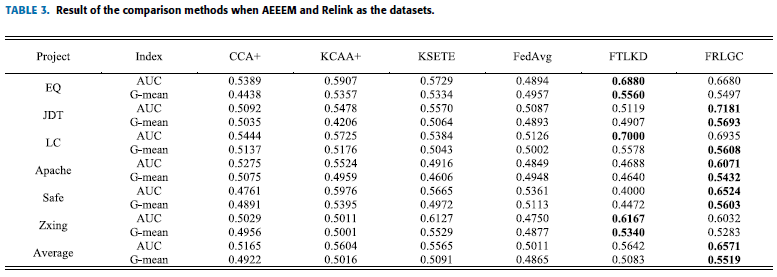 TABLE 3. Result of the comparison methods when AEEEM and Relink as the datasets.
Project Index CCA+ KCAA+ KSETE FedAvg FTLKD FRLGC
EQ AUC 0.5389 0.5907 0.5729 0.4894 0.6880 0.6680
G-mean 0.4438 0.5357 0.5334 0.4957 0.5560 0.5497
JDT AUC 0.5092 0.5478 0.5570 0.5087 0.5119 0.7181
G-mean 0.5035 0.4206 0.5064 0.4893 0.4907 0.5693
LC AUC 0.5444 0.5725 0.5384 0.5126 0.7000 0.6935
G-mean 0.5137 0.5176 0.5043 0.5002 0.5578 0.5608
Apache AUC 0.5275 0.5524 0.4916 0.4849 0.4688 0.6071
G-mean 0.5075 0.4959 0.4606 0.4948 0.4640 0.5432
Safe AUC 0.4761 0.5976 0.5665 0.5361 0.4000 0.6524
G-mean 0.4891 0.5395 0.4972 0.5113 0.4472 0.5603
Zxing AUC 0.5029 0.5011 0.6127 0.4750 0.6167 0.6032
G-mean 0.4956 0.5001 0.5529 0.4877 0.5340 0.5283
Average AUC 0.5165 0.5604 0.5565 0.5011 0.5642 0.6571
G-mean 0.4922 0.5016 0.5091 0.4865 0.5083 0.5519